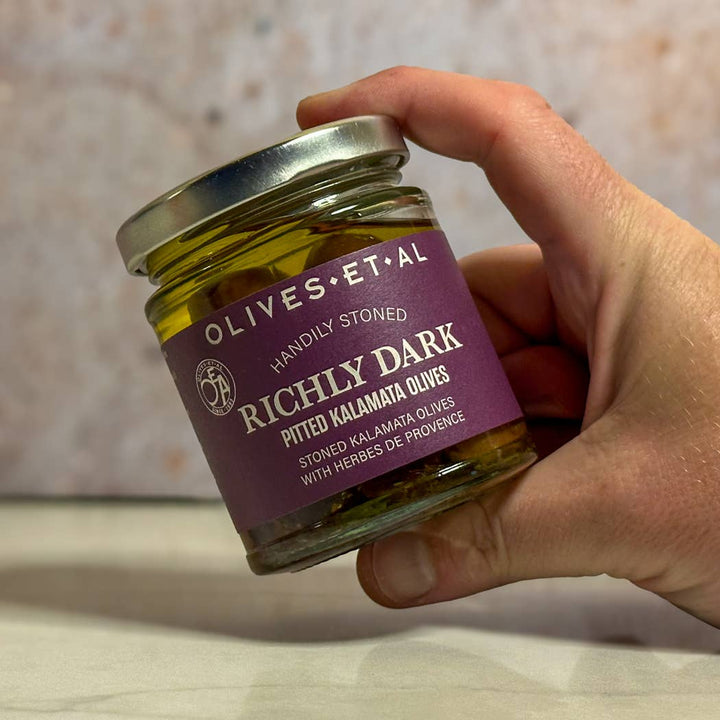 OLIVES•ET•AL
HANDILY STONED
RICHLY DARK
PITTED KALAMATA OLIVES
STONED KALAMATA OLIVES
WITH HERBES DE PROVENCE